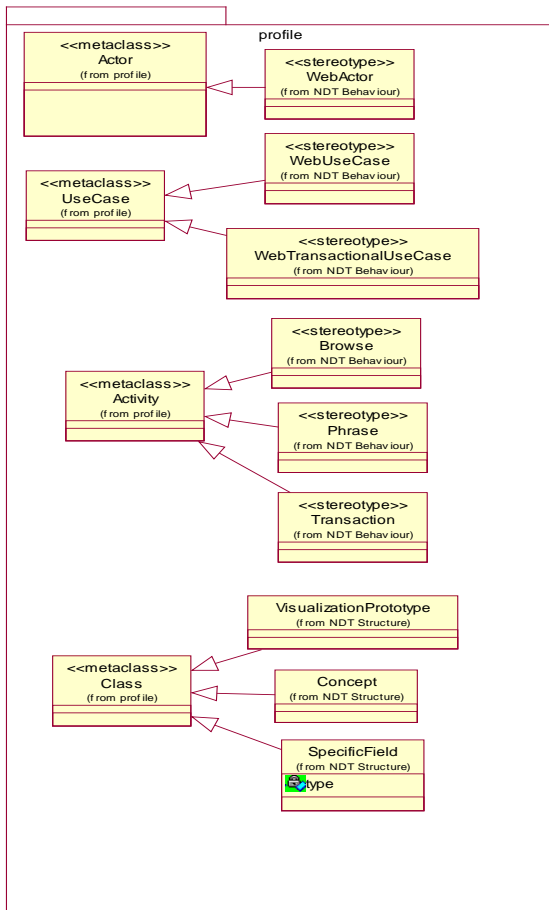 profile
<<metaclass>>
Actor
(from profile)
<<stereotype>>
WebActor
(from NDT Behaviour)
<<stereotype>>
WebUseCase
(from NDT Behaviour)
<<metaclass>>
UseCase
(from profile)
<<stereotype>>
WebTransactionalUseCase
(from NDT Behaviour)
<<stereotype>>
Browse
(from NDT Behaviour)
<<metaclass>>
Activity
(from profile)
<<stereotype>>
Phrase
(from NDT Behaviour)
<<stereotype>>
Transaction
(from NDT Behaviour)
VisualizationPrototype
(from NDT Structure)
<<metaclass>>
Class
(from profile)
Concept
(from NDT Structure)
SpecificField
(from NDT Structure)
type